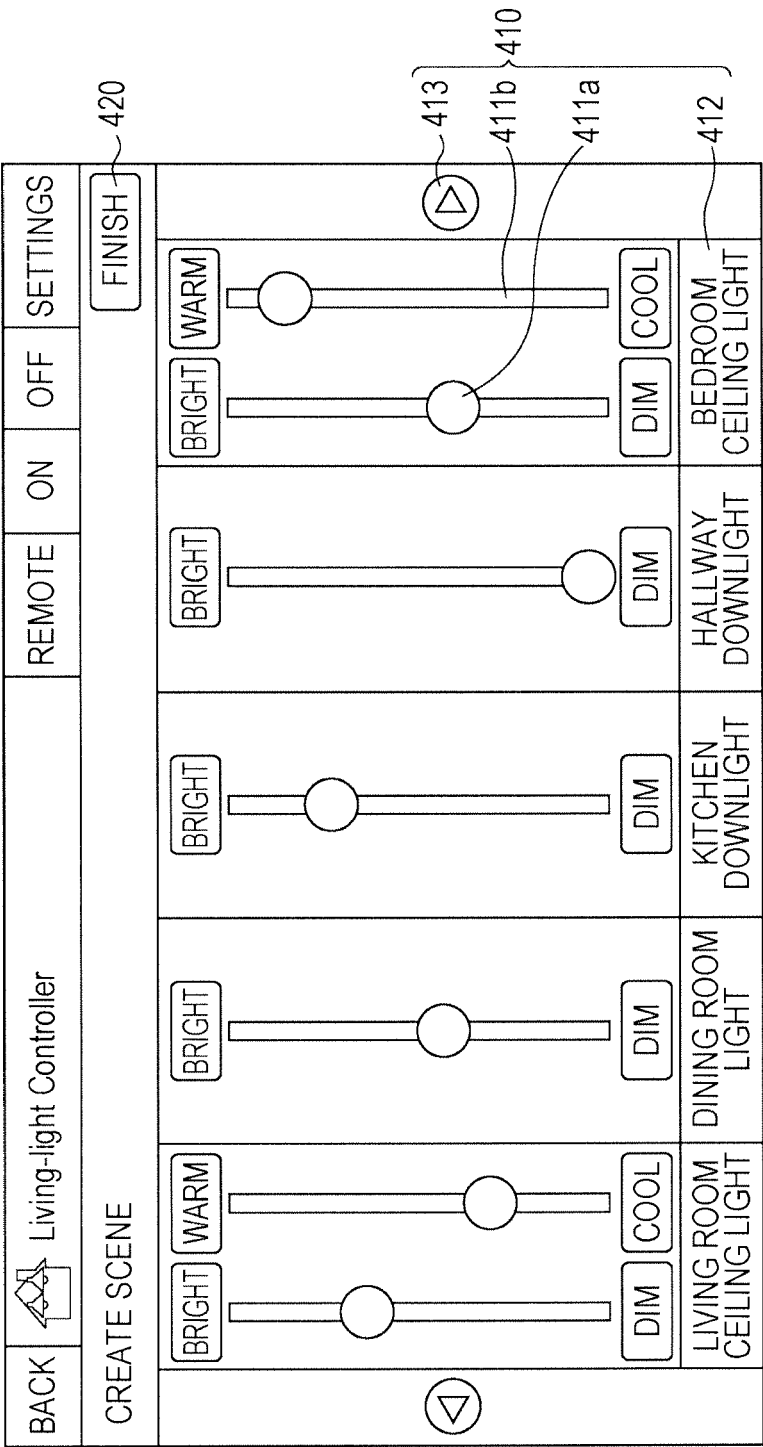 BACK
Living-light Controller
REMOTE
ON
OFF
SETTINGS
CREATE SCENE
FINISH
420
BRIGHT
WARM
DIM
COOL
LIVING ROOM
CEILING LIGHT
BRIGHT
DIM
DINING ROOM
LIGHT
BRIGHT
DIM
KITCHEN
DOWNLIGHT
BRIGHT
DIM
HALLWAY
DOWNLIGHT
BRIGHT
WARM
DIM
COOL
BEDROOM
CEILING LIGHT
413
411b
411a
412
410